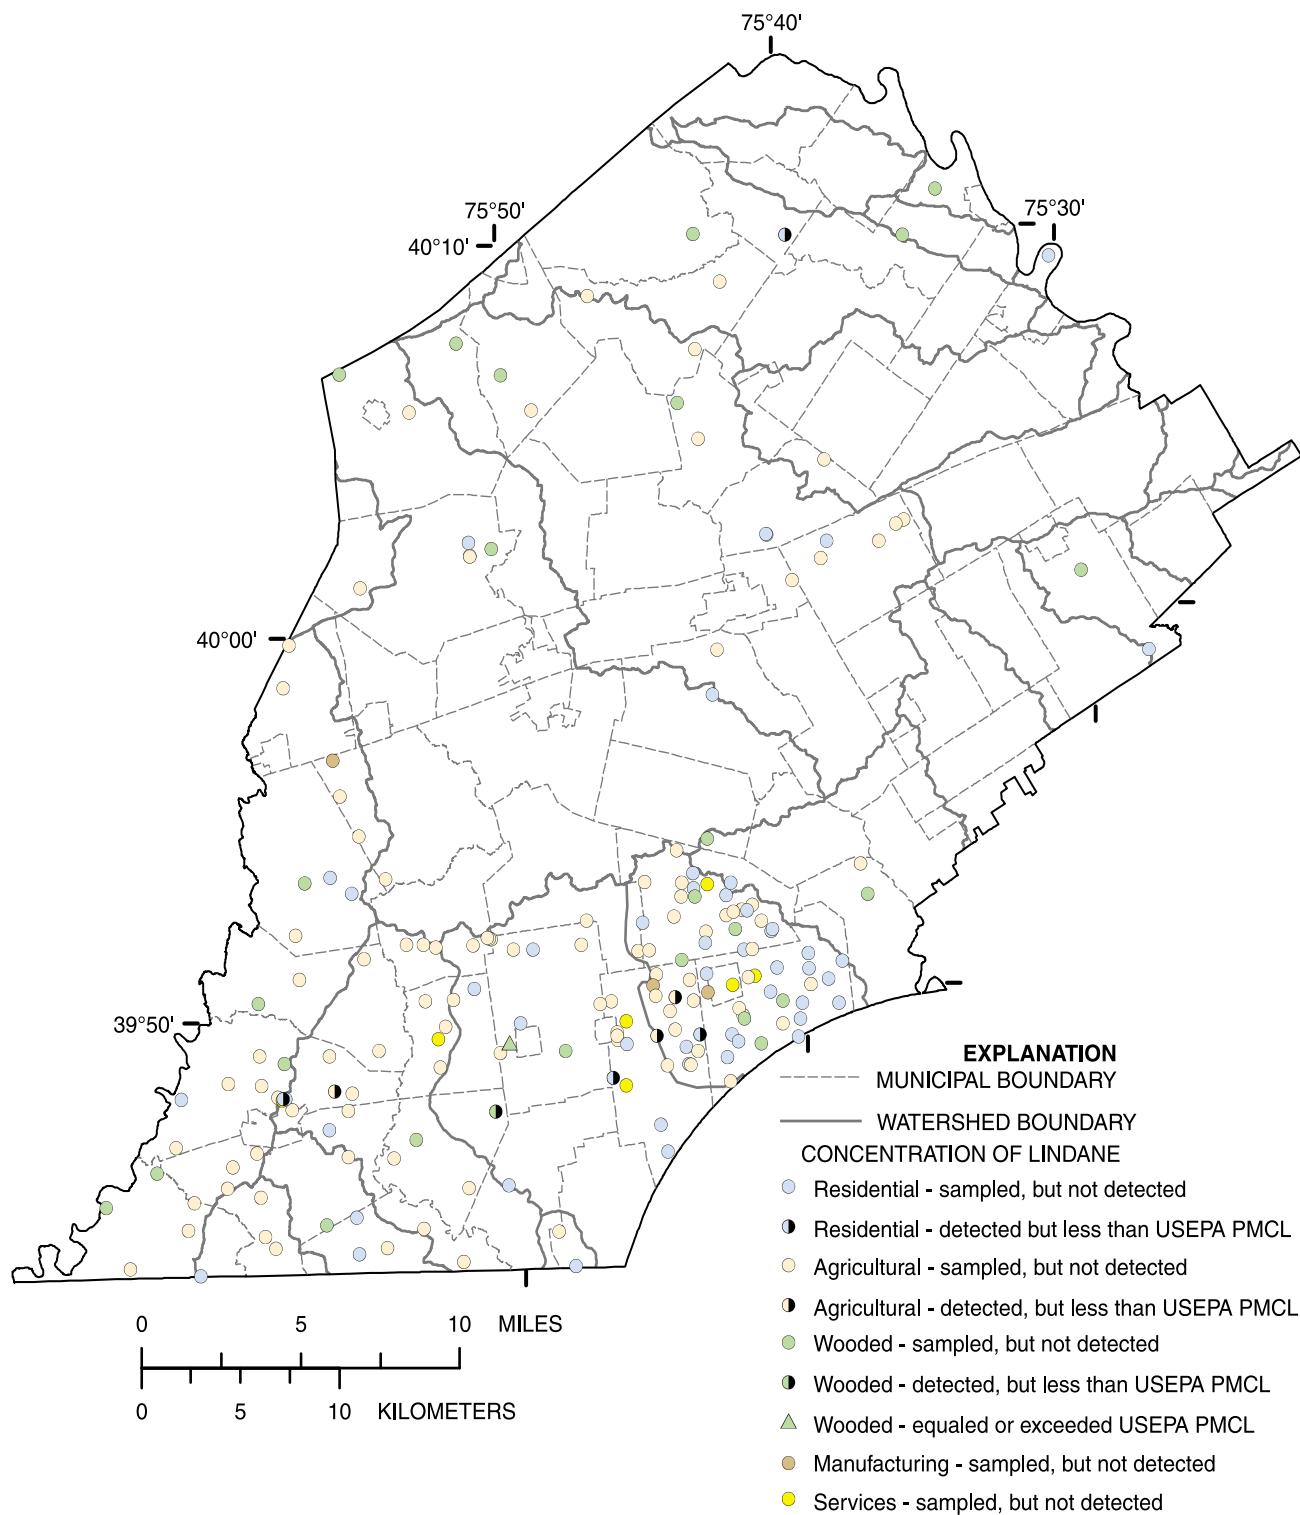 75°40'
75°50'
75°30'
40°10'
40°00'
39°50'
EXPLANATION
MUNICIPAL BOUNDARY
WATERSHED BOUNDARY
CONCENTRATION OF LINDANE
Residential - sampled, but not detected
Residential - detected but less than USEPA PMCL
Agricultural - sampled, but not detected
Agricultural - detected, but less than USEPA PMCL
Wooded - sampled, but not detected
Wooded - detected, but less than USEPA PMCL
Wooded - equaled or exceeded USEPA PMCL
Manufacturing - sampled, but not detected
Services - sampled, but not detected
0 5 10 MILES
0 5 10 KILOMETERS